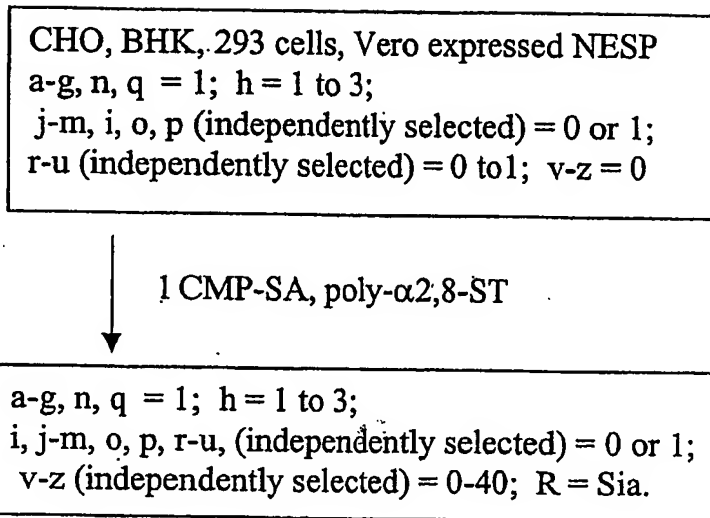 CHO, BHK, 293 cells, Vero expressed NESP
a-g, n, q = 1; h = 1 to 3;
j-m, i, o, p (independently selected) = 0 or 1;
r-u (independently selected) = 0 to1; v-z = 0
1 CMP-SA, poly-α2,8-ST
a-g, n, q = 1; h = 1 to 3;
i, j-m, o, p, r-u, (independently selected) = 0 or 1;
v-z (independently selected) = 0-40; R = Sia.